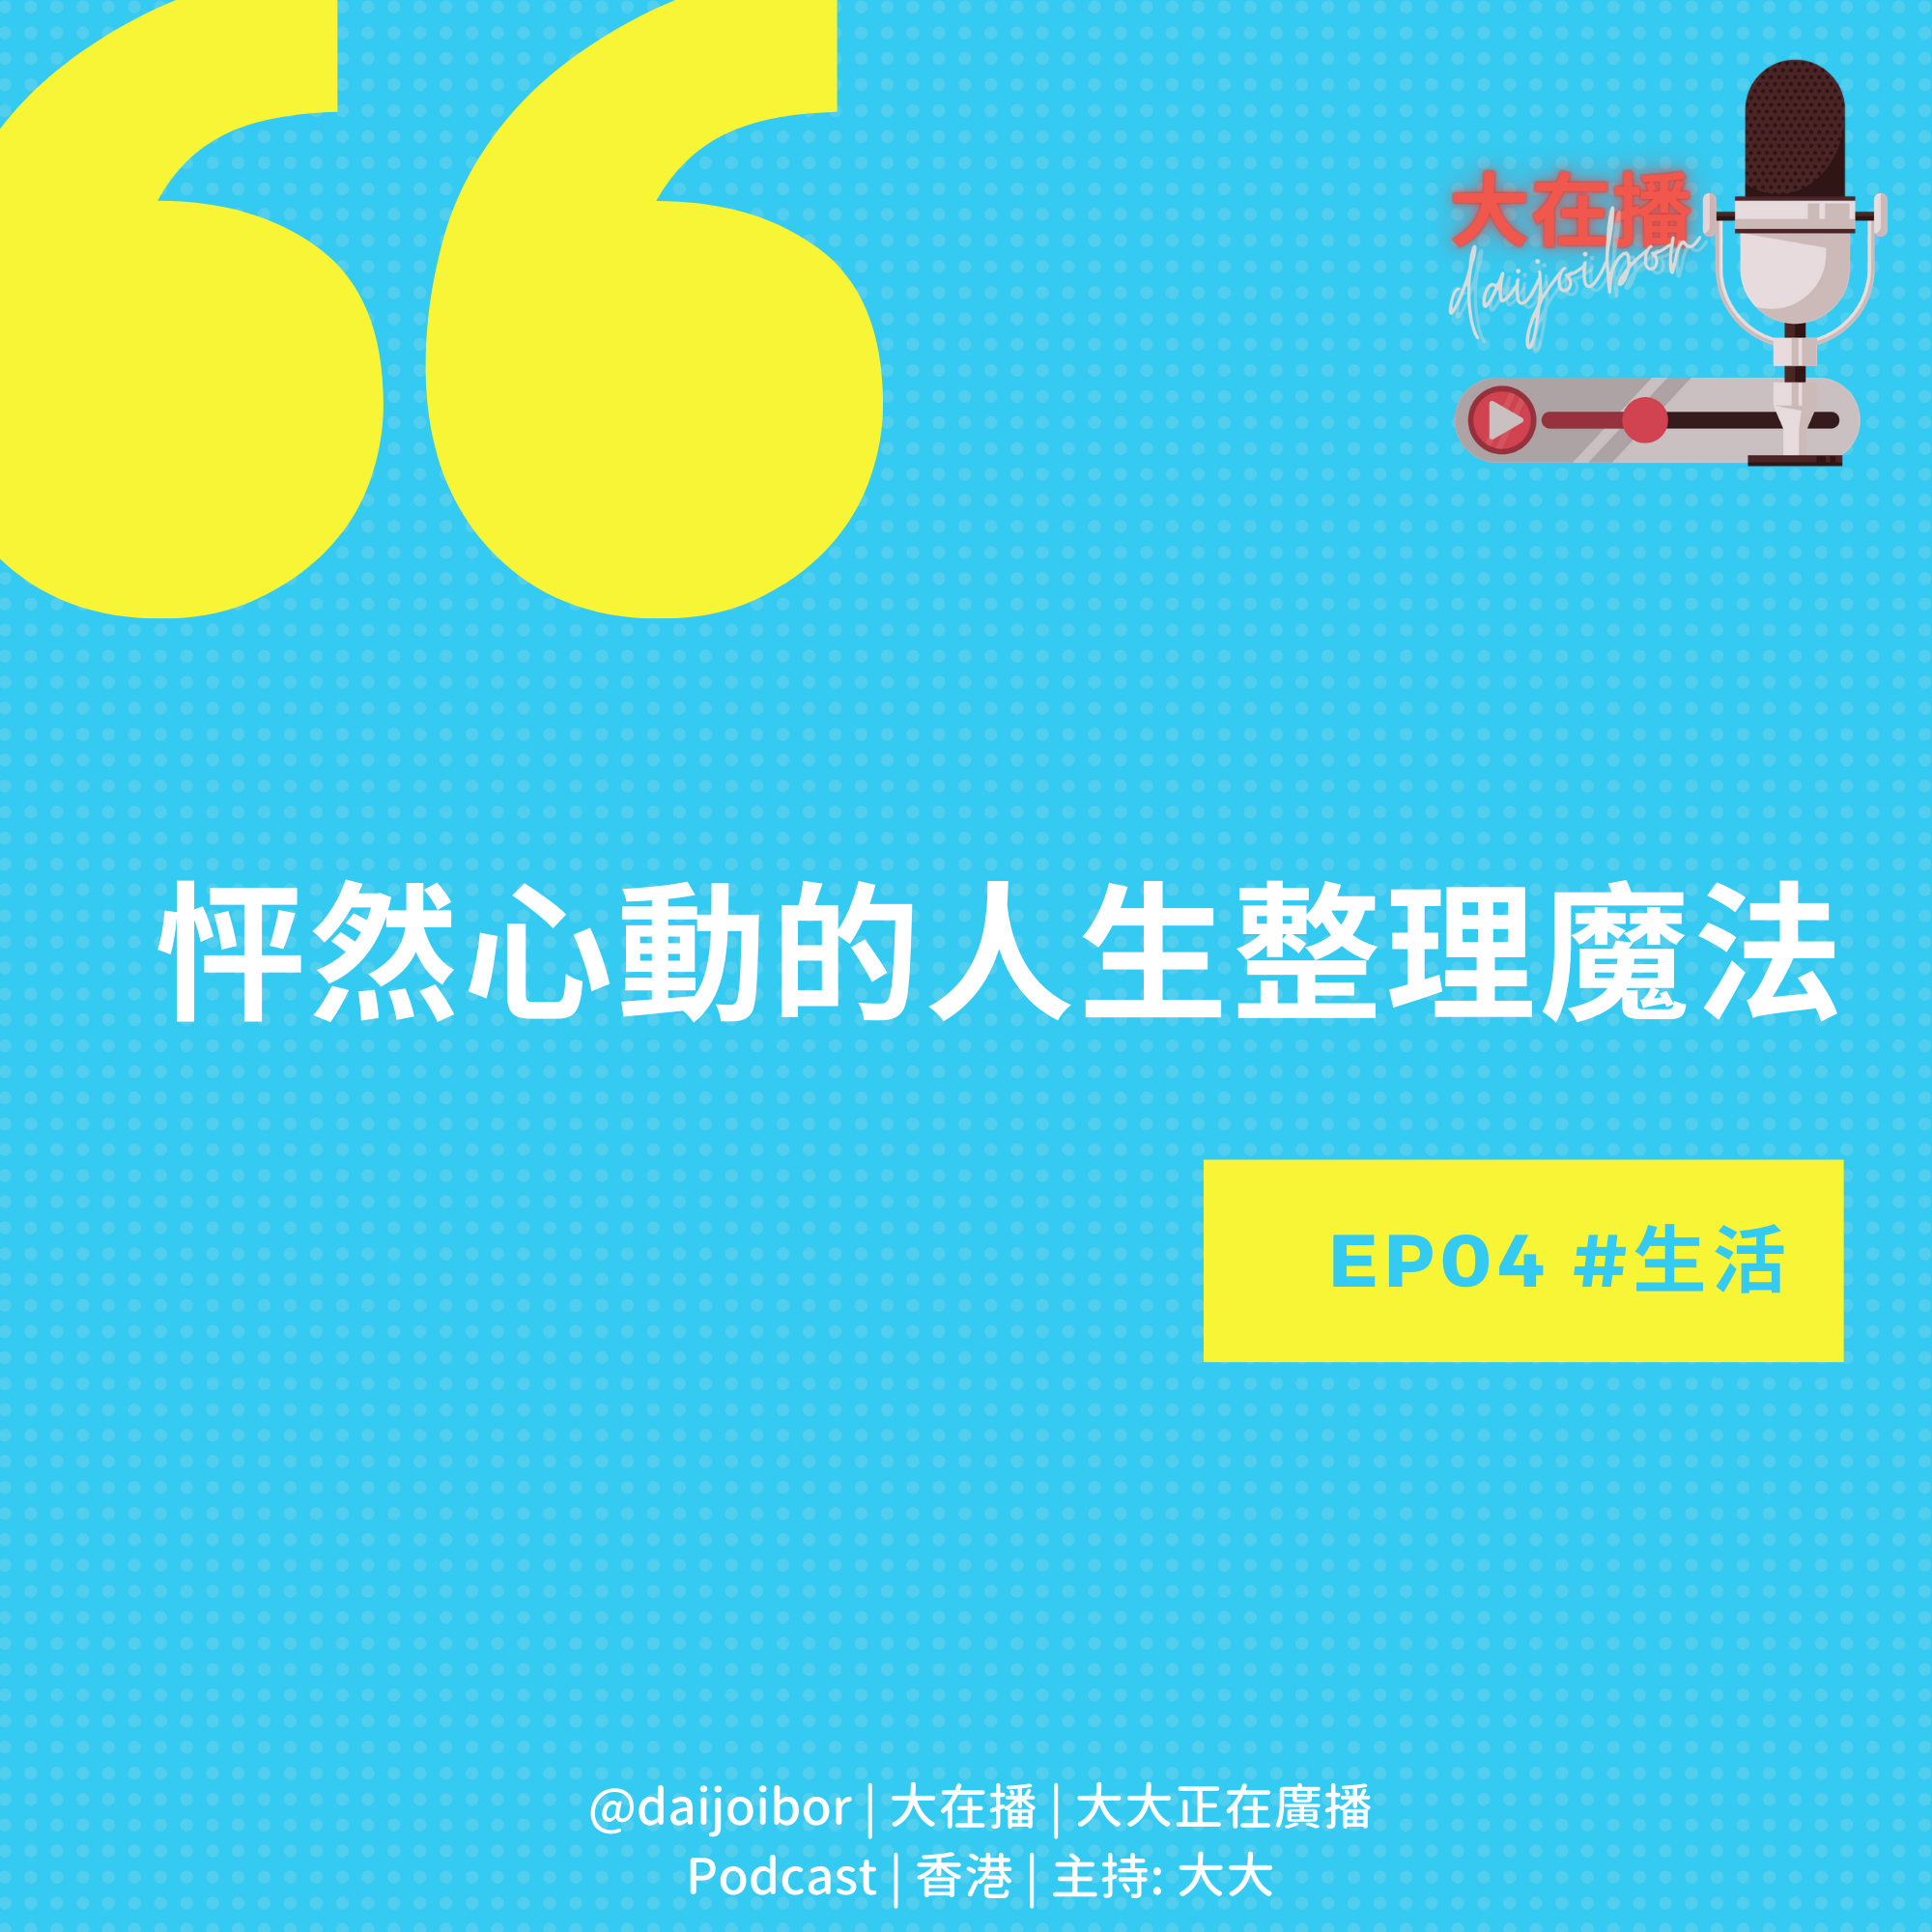 大在播
daijoibor
怦然心動的人生整理魔法
EP04 #生活
@daijoibor | 大在播 | 大大正在廣播
Podcast | 香港 | 主持: 大大